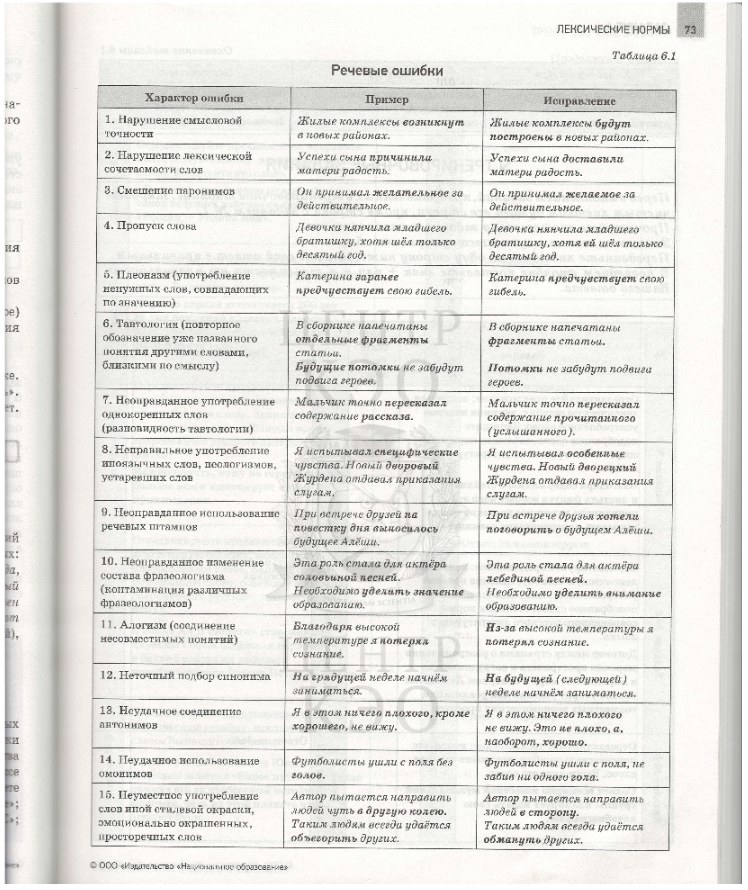 ЛЕКСИЧЕСКИЕ НОРМЫ 73
Таблица 6.1
Речевые ошибки
Характер ошибки Пример Исправление
1. Нарушение смысловой точности
Жилые комплексы возникнут в новых районах.
Жилые комплексы будут построены в новых районах.
2. Нарушение лексической сочетаемости слов
Успехи сына причинили матери радость.
Успехи сына доставили матери радость.
3. Смешение паронимов
Он принимал желательное за действительное.
Он принимал желаемое за действительное.
4. Пропуск слова
Девочка нянчила младшего братишку, хотя шёл только десятый год.
Девочка нянчила младшего братишку, хотя ей шёл только десятый год.
5. Плеоназм (употребление ненужных слов, совпадающих по значению)
Катерина заранее предчувствует свою гибель.
Катерина предчувствует свою гибель.
6. Тавтология (повторное обозначение уже названного понятия другими словами, близкими по смыслу)
В сборнике напечатаны отдельные фрагменты статьи.
Будущие потомки не забудут подвига героев.
В сборнике напечатаны фрагменты статьи.
Потомки не забудут подвига героев.
7. Неоправданное употребление однокоренных слов (разновидность тавтологии)
Мальчик точно пересказал содержание рассказа.
Мальчик точно пересказал содержание прочитанного (услышанного).
8. Неправильное употребление иноязычных слов, неологизмов, устаревших слов
Я испытывал специфические чувства. Новый дворовый Журдена отдавал приказания слугам.
Я испытывал особенные чувства. Новый дворецкий Журдена отдавал приказания слугам.
9. Неоправданное использование речевых штампов
При встрече друзей на повестку дня выносилось будущее Алёши.
При встрече друзья хотели поговорить о будущем Алёши.
10. Неоправданное изменение состава фразеологизма (контаминация различных фразеологизмов)
Эта роль стала для актёра соловьиной песней.
Необходимо уделить значение образованию.
Эта роль стала для актёра лебединой песней.
Необходимо уделить внимание образованию.
11. Алогизм (соединение несовместимых понятий)
Благодаря высокой температуре я потерял сознание.
Из-за высокой температуры я потерял сознание.
12. Неточный подбор синонима
На грядущей неделе начнём заниматься.
На будущей (следующей) неделе начнём заниматься.
13. Неудачное соединение антонимов
Я в этом ничего плохого, кроме хорошего, не вижу.
Я в этом ничего плохого не вижу. Это не плохо, а, наоборот, хорошо.
14. Неудачное использование омонимов
Футболисты ушли с поля без голов.
Футболисты ушли с поля, не забив ни одного гола.
15. Неуместное употребление слов иной стилевой окраски, эмоционально окрашенных, просторечных слов
Автор пытается направить людей чуть в другую колею.
Таким людям всегда удаётся объегорить других.
Автор пытается направить людей в сторону.
Таким людям всегда удаётся обмануть других.
© ООО «Издательство «Национальное образование»
ЦЕНТР
КОО
ЦЕНТР
КОО